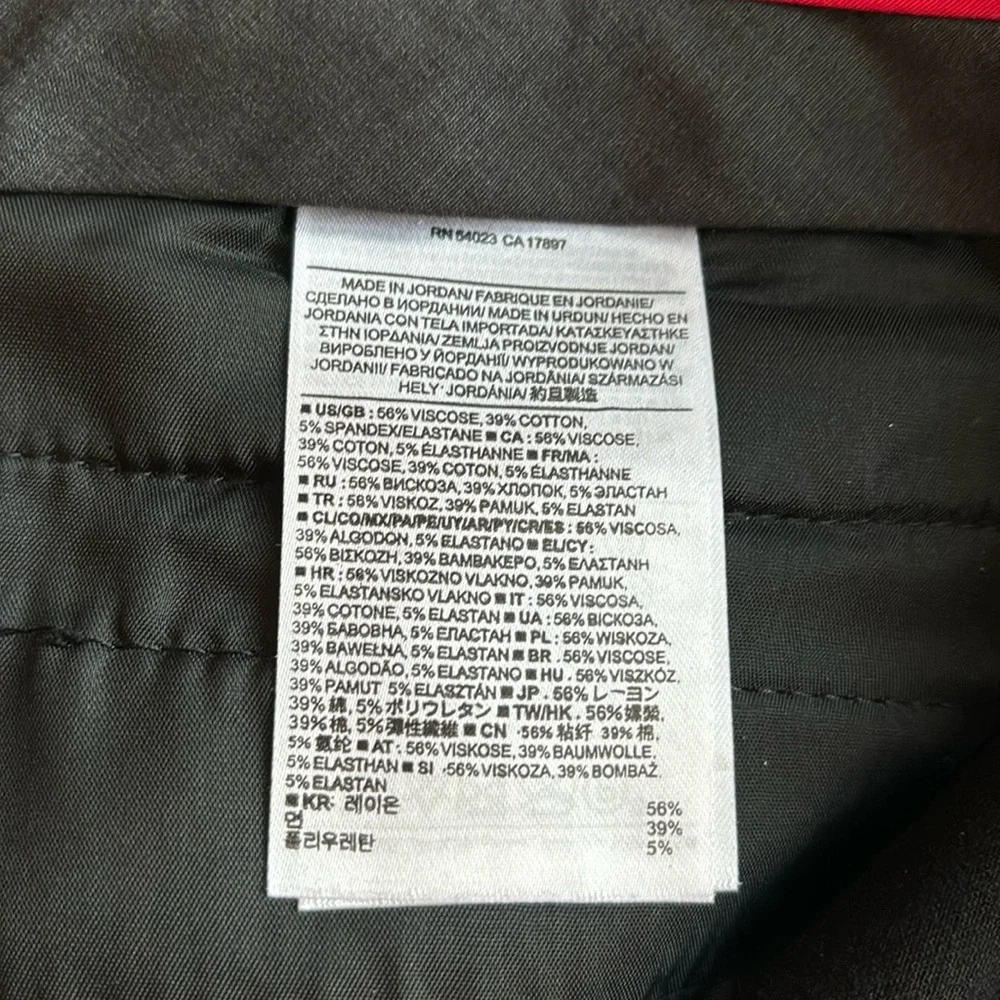 RN 54023 CA 17897
MADE IN JORDAN/ FABRIQUE EN JORDANIE/
СДЕЛАНО В ИОРДАНИИ/ MADE IN URDUN/ HECHO EN
JORDANIA CON TELA IMPORTADA/ ΚΑΤΑΣΚΕΥΑΣΤΗΚΕ
ΣΤΗΝ ΙΟΡΔΑΝΙΑ/ ZEMLJA PROIZVODNJE JORDAN/
ВИРОБЛЕНО У ЙОРДАНІЇ/ WYPRODUKOWANO W
JORDANII/ FABRICADO NA JORDÂNIA/ SZÁRMAZÁSI
HELY: JORDÁNIA/ 約旦製造
■ US/GB : 56% VISCOSE, 39% COTTON,
5% SPANDEX/ELASTANE ■ CA : 56% VISCOSE,
39% COTON, 5% ÉLASTHANNE ■ FR/MA :
56% VISCOSE, 39% COTON, 5% ÉLASTHANNE
■ RU : 56% ВИСКОЗА, 39% ХЛОПОК, 5% ЭЛАСТАН
■ TR : 56% VISKOZ, 39% PAMUK, 5% ELASTAN
■ CL/CO/MX/PA/PE/UY/AR/PY/CR/ES : 56% VISCOSA,
39% ALGODON, 5% ELASTANO ■ EL/CY:
56% ΒΙΣΚΟΖΗ, 39% ΒΑΜΒΑΚΕΡΟ, 5% ΕΛΑΣΤΑΝΗ
■ HR : 56% VISKOZNO VLAKNO, 39% PAMUK,
5% ELASTANSKO VLAKNO ■ IT : 56% VISCOSA,
39% COTONE, 5% ELASTAN ■ UA : 56% ВІСКОЗА,
39% БАВОВНА, 5% ЕЛАСТАН ■ PL : 56% WISKOZA,
39% BAWEŁNA, 5% ELASTAN ■ BR . 56% VISCOSE,
39% ALGODÃO, 5% ELASTANO ■ HU . 56% VISZKÓZ,
39% PAMUT 5% ELASZTÁN ■ JP . 56% レーヨン
39% 綿, 5% ポリウレタン ■ TW/HK . 56% 嫘縈,
39% 棉, 5% 彈性纖維 ■ CN · 56% 粘纤 39% 棉,
5% 氨纶 ■ AT : 56% VISKOSE, 39% BAUMWOLLE,
5% ELASTHAN ■ SI · 56% VISKOZA, 39% BOMBAŽ,
5% ELASTAN
■ KR: 레이온 56%
면 39%
폴리우레탄 5%